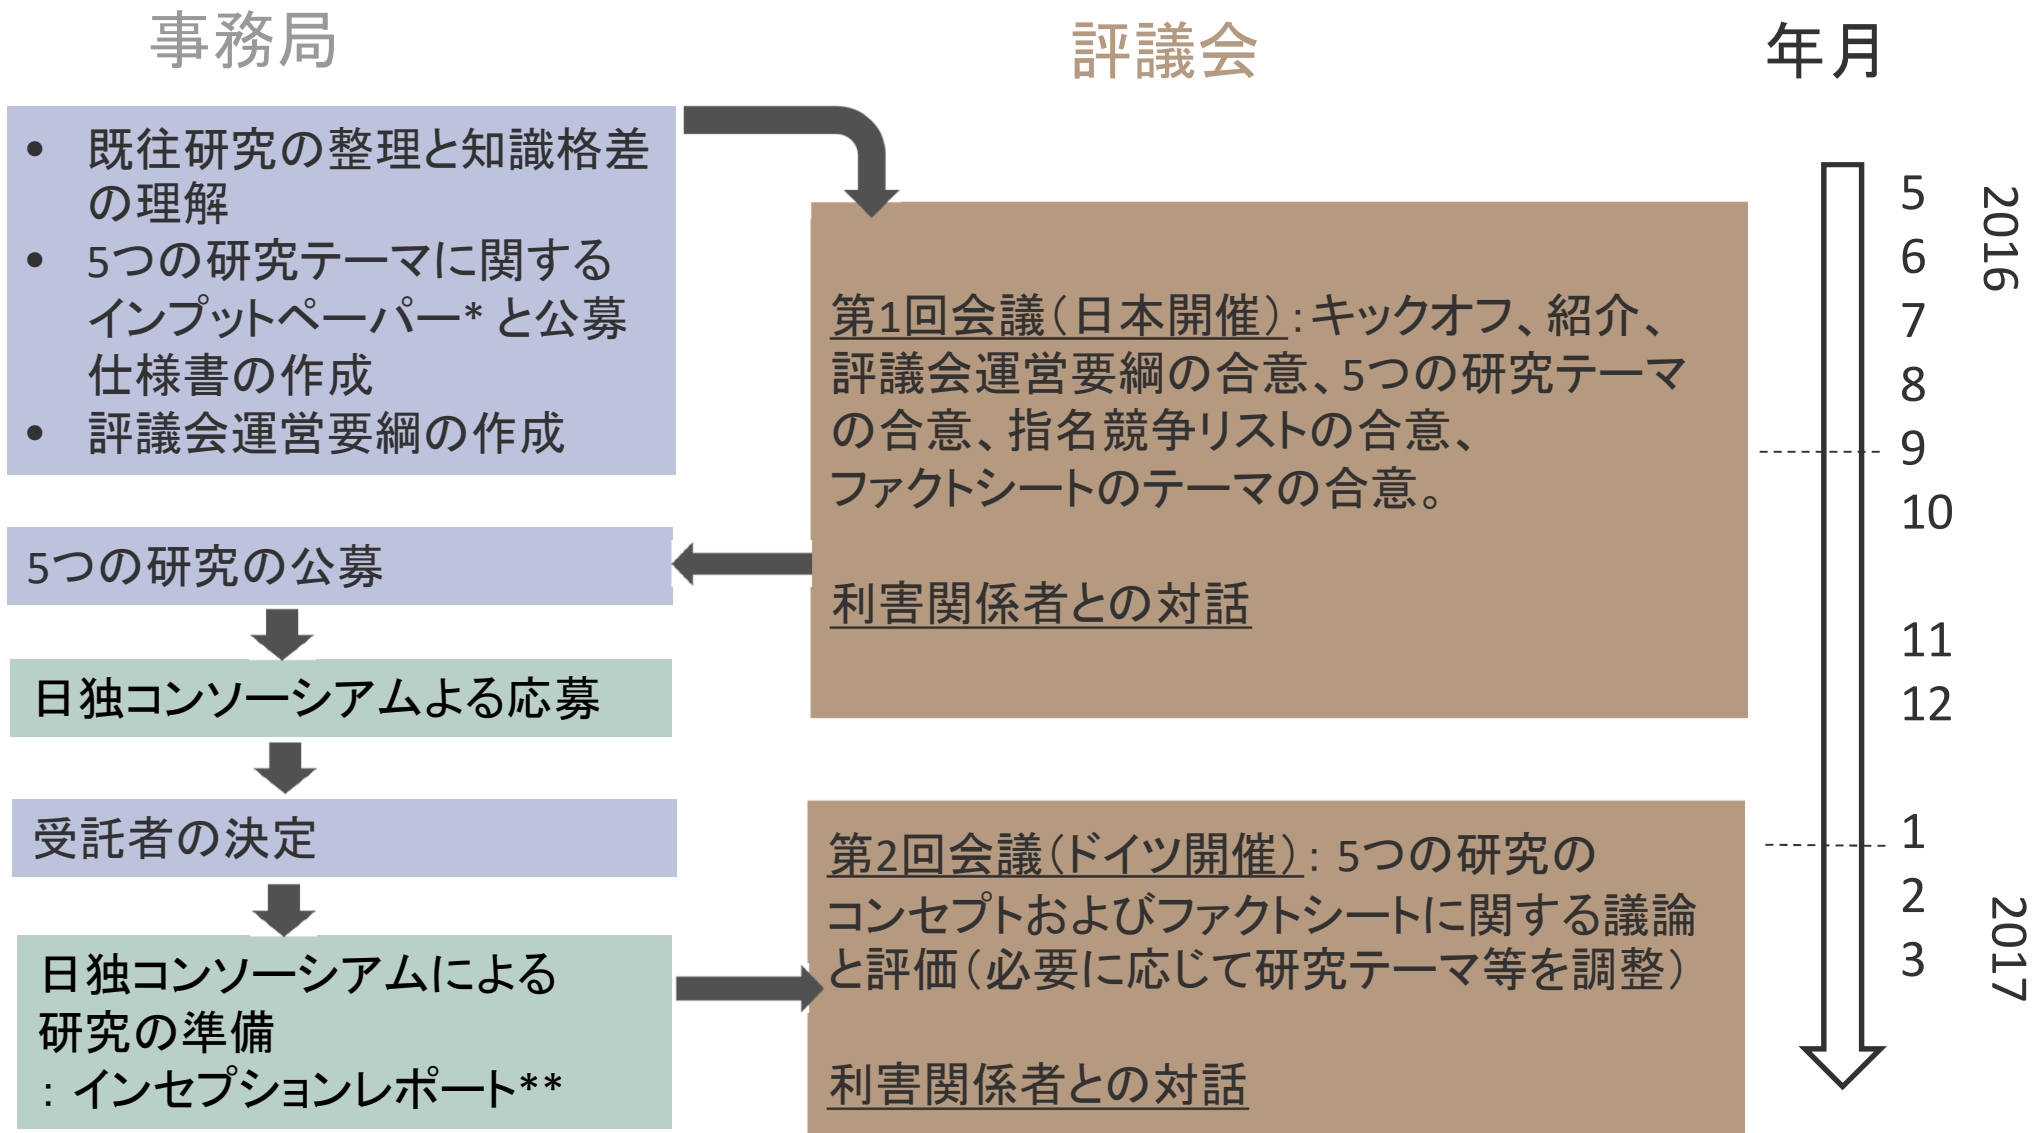 事務局
評議会
年月
• 既往研究の整理と知識格差
の理解
• 5つの研究テーマに関する
インプットペーパー* と公募
仕様書の作成
• 評議会運営要綱の作成
5つの研究の公募
日独コンソーシアムよる応募
受託者の決定
日独コンソーシアムによる
研究の準備
: インセプションレポート**
第1回会議（日本開催）: キックオフ、紹介、
評議会運営要綱の合意、5つの研究テーマ
の合意、指名競争リストの合意、
ファクトシートのテーマの合意。
利害関係者との対話
第2回会議（ドイツ開催）: 5つの研究の
コンセプトおよびファクトシートに関する議論
と評価（必要に応じて研究テーマ等を調整）
利害関係者との対話
5
6
7
8
9
10
11
12
1
2
3
2016
2017